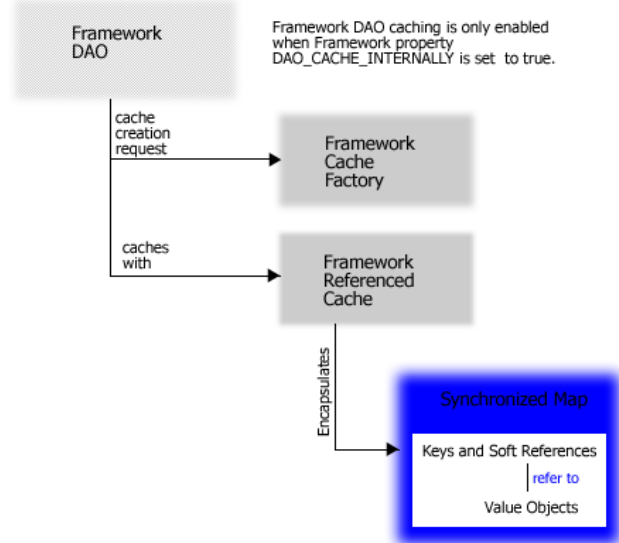 Framework
DAO
Framework DAO caching is only enabled
when Framework property
DAO_CACHE_INTERNALLY is set to true.
cache
creation
request
Framework
Cache
Factory
caches
with
Framework
Referenced
Cache
Encapsulates
Synchronized Map
Keys and Soft References
refer to
Value Objects